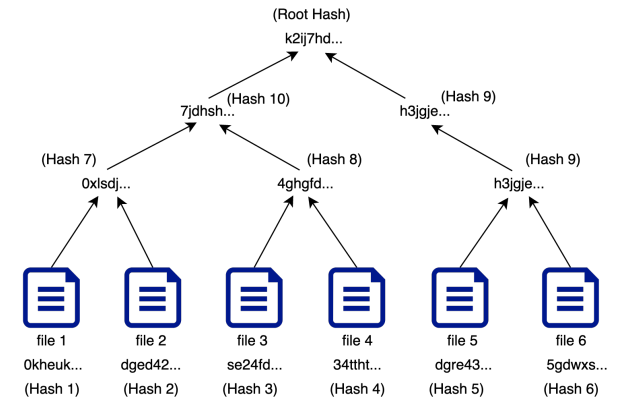 (Root Hash)
k2ij7hd...
(Hash 10)
7jdhsh...
(Hash 9)
h3jgje...
(Hash 7)
0xlsdj...
(Hash 8)
4ghgfd...
(Hash 9)
h3jgje...
file 1
file 2
file 3
file 4
file 5
file 6
0kheuk...
dged42...
se24fd...
34ttht...
dgre43...
5gdwxs...
(Hash 1)
(Hash 2)
(Hash 3)
(Hash 4)
(Hash 5)
(Hash 6)